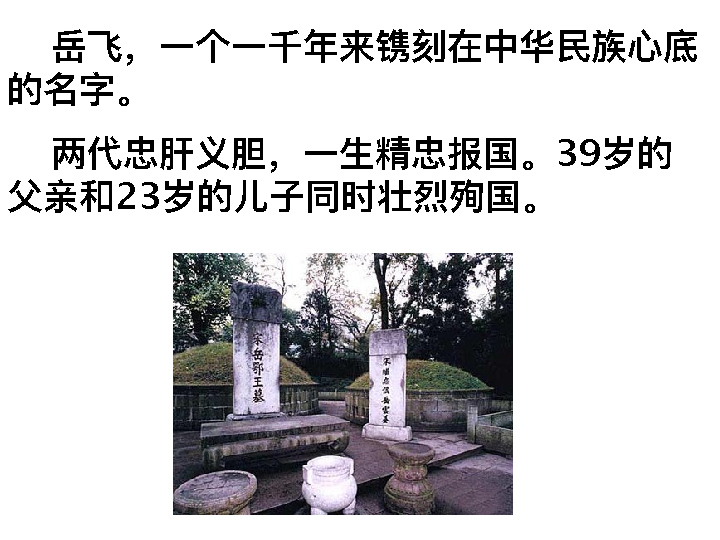 岳飞，一个一千年来镌刻在中华民族心底
的名字。
两代忠肝义胆，一生精忠报国。39岁的
父亲和23岁的儿子同时壮烈殉国。
宋岳鄂王墓
宋继忠侯岳云墓